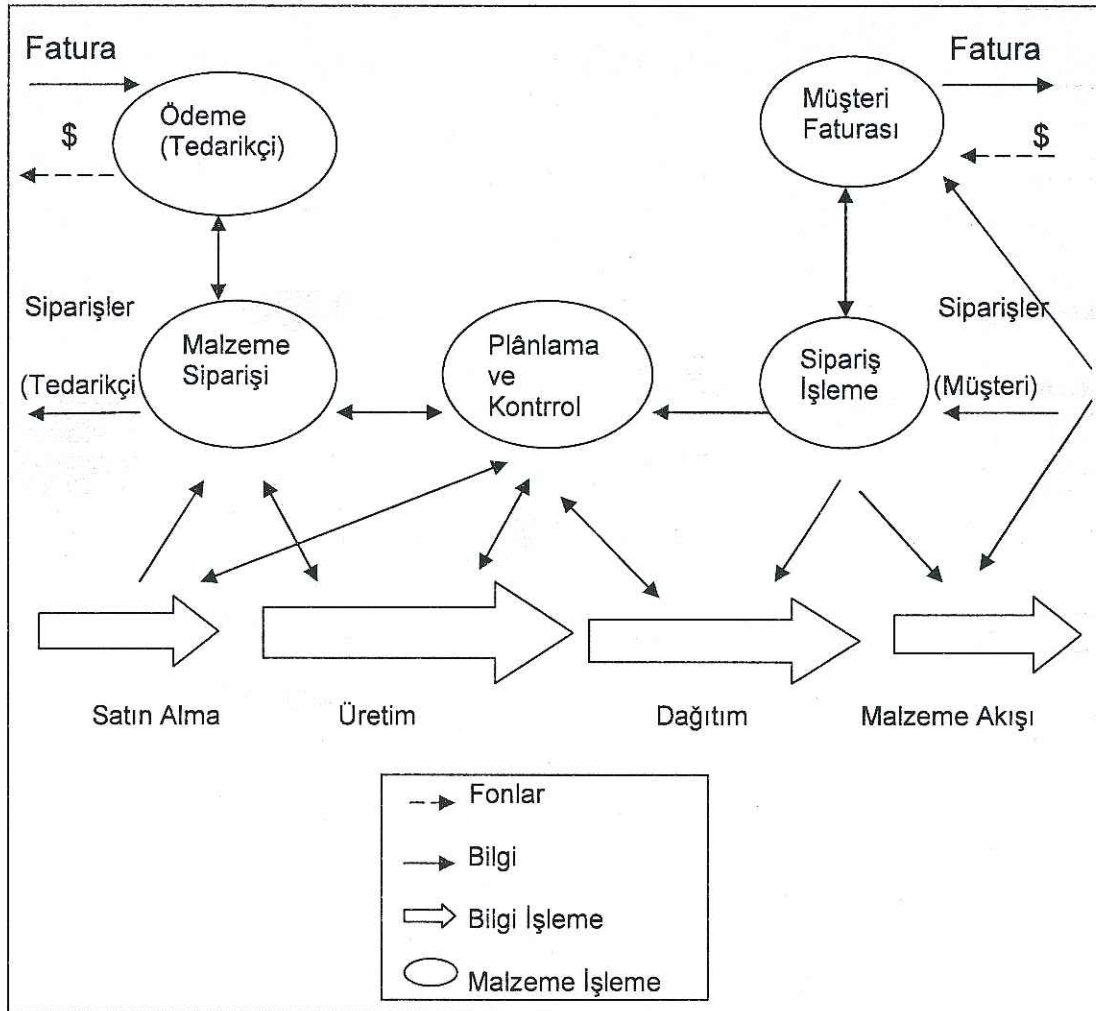 Fatura
Fatura
Ödeme
(Tedarikçi)
Müşteri
Faturası
$
$
Siparişler
Siparişler
Malzeme
Siparişi
Plânlama
ve
Kontrrol
Sipariş
İşleme
(Tedarikçi
(Müşteri)
Satın Alma
Üretim
Dağıtım
Malzeme Akışı
Fonlar
Bilgi
Bilgi İşleme
Malzeme İşleme